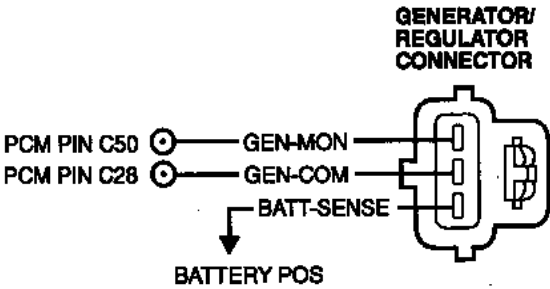 GENERATOR/
REGULATOR
CONNECTOR
PCM PIN C50 GEN-MON
PCM PIN C28 GEN-COM
BATT-SENSE
BATTERY POS